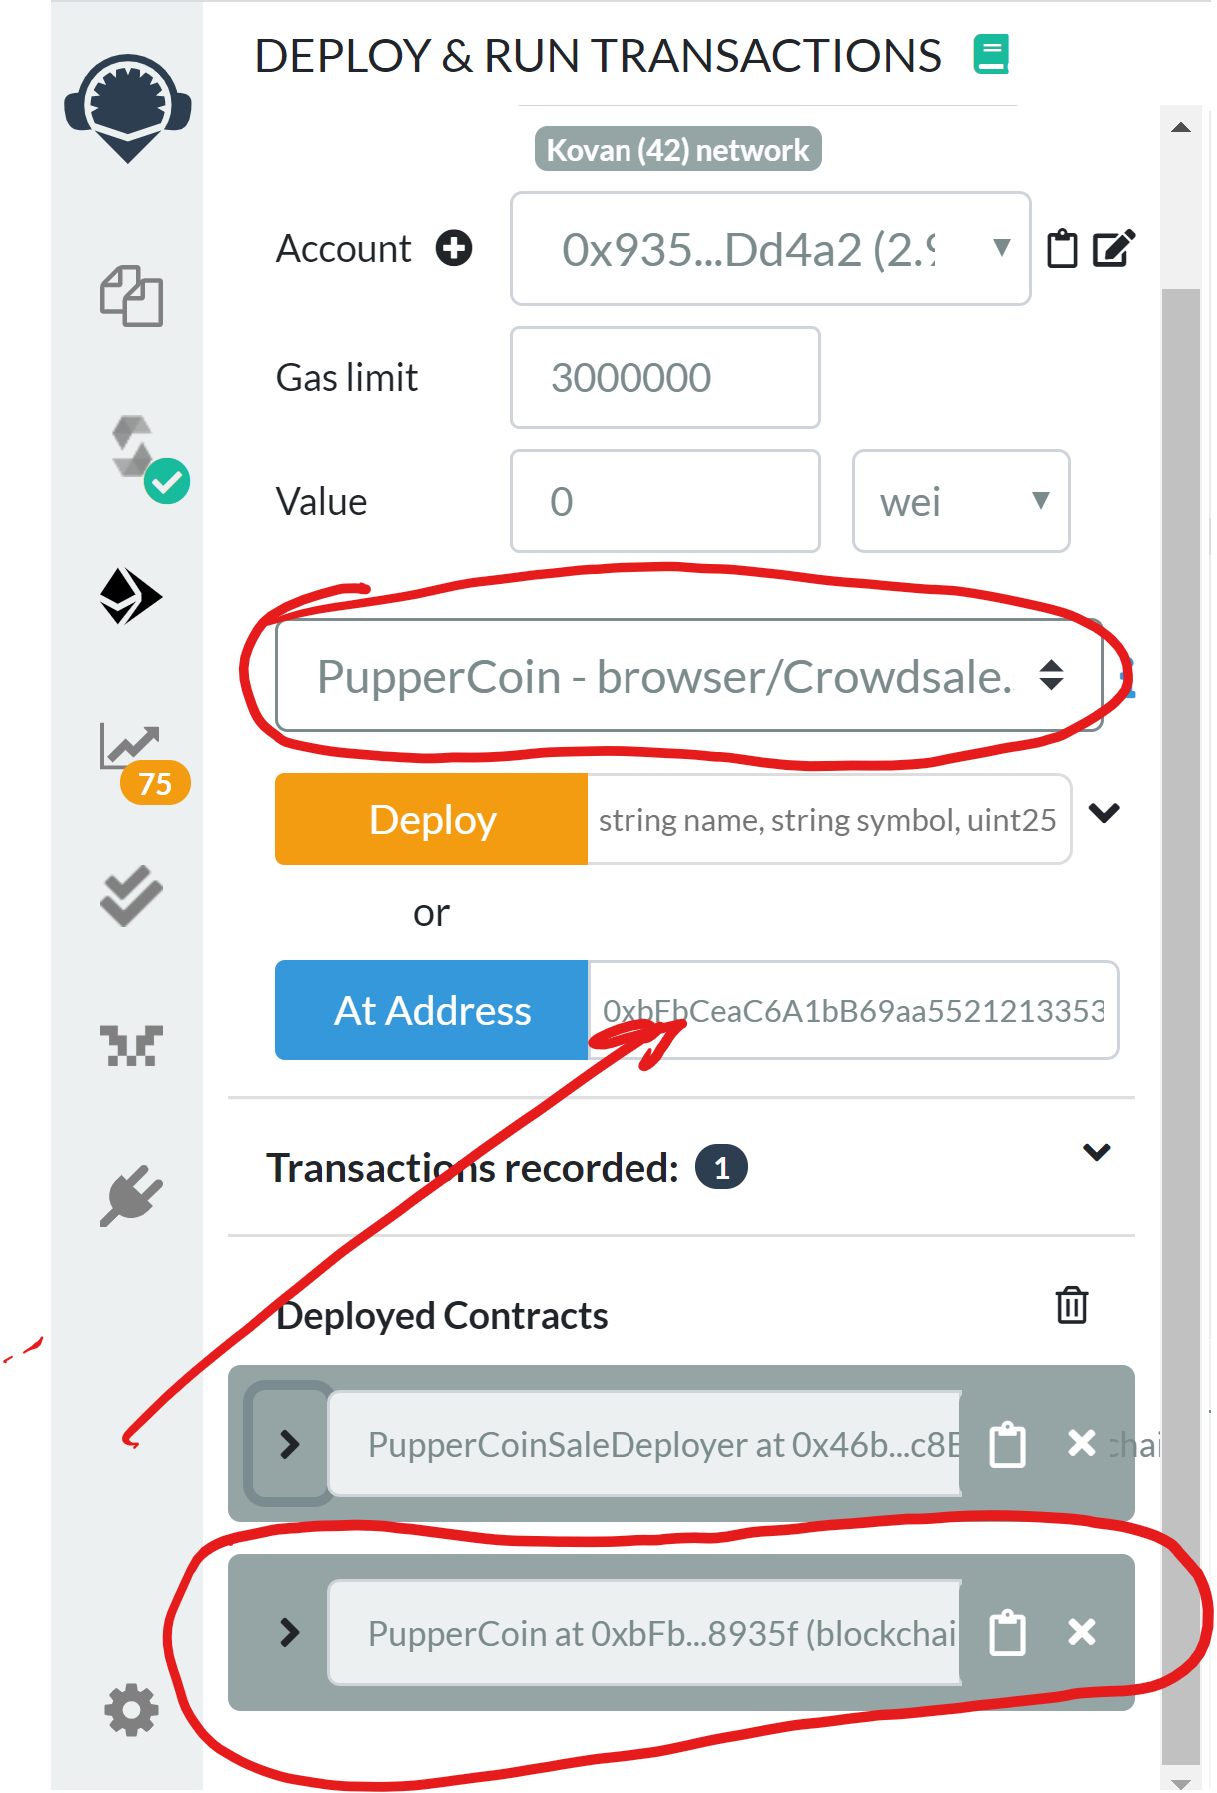 DEPLOY & RUN TRANSACTIONS
Kovan (42) network
Account 0x935...Dd4a2 (2.9
Gas limit 3000000
Value 0 wei
PupperCoin - browser/Crowdsale.
75
Deploy string name, string symbol, uint25
or
At Address 0xbFbCeaC6A1bB69aa5521213353
Transactions recorded: 1
Deployed Contracts
PupperCoinSaleDeployer at 0x46b...c8E chai
PupperCoin at 0xbFb...8935f (blockchai